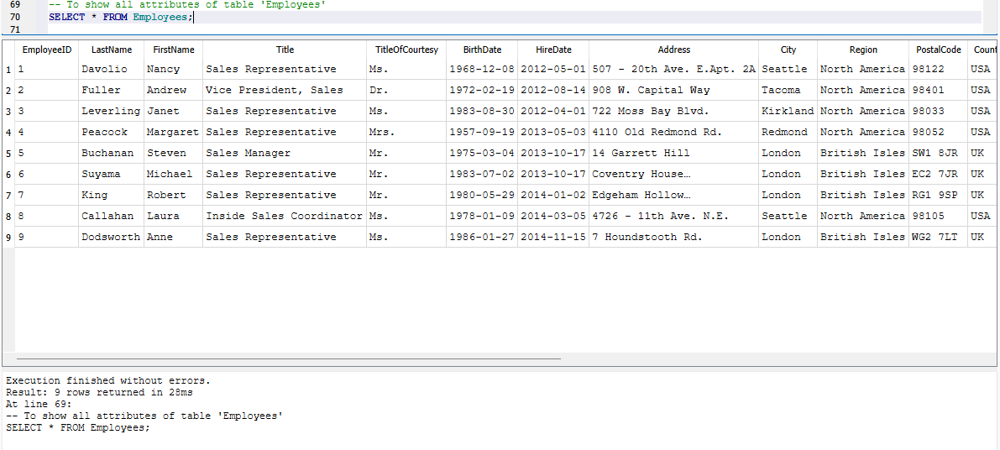 69 -- To show all attributes of table 'Employees'
70 SELECT * FROM Employees;
71
EmployeeID LastName FirstName Title TitleOfCourtesy BirthDate HireDate Address City Region PostalCode Count
1 1 Davolio Nancy Sales Representative Ms. 1968-12-08 2012-05-01 507 - 20th Ave. E.Apt. 2A Seattle North America 98122 USA
2 2 Fuller Andrew Vice President, Sales Dr. 1972-02-19 2012-08-14 908 W. Capital Way Tacoma North America 98401 USA
3 3 Leverling Janet Sales Representative Ms. 1983-08-30 2012-04-01 722 Moss Bay Blvd. Kirkland North America 98033 USA
4 4 Peacock Margaret Sales Representative Mrs. 1957-09-19 2013-05-03 4110 Old Redmond Rd. Redmond North America 98052 USA
5 5 Buchanan Steven Sales Manager Mr. 1975-03-04 2013-10-17 14 Garrett Hill London British Isles SW1 8JR UK
6 6 Suyama Michael Sales Representative Mr. 1983-07-02 2013-10-17 Coventry House… London British Isles EC2 7JR UK
7 7 King Robert Sales Representative Mr. 1980-05-29 2014-01-02 Edgeham Hollow… London British Isles RG1 9SP UK
8 8 Callahan Laura Inside Sales Coordinator Ms. 1978-01-09 2014-03-05 4726 - 11th Ave. N.E. Seattle North America 98105 USA
9 9 Dodsworth Anne Sales Representative Ms. 1986-01-27 2014-11-15 7 Houndstooth Rd. London British Isles WG2 7LT UK
Execution finished without errors.
Result: 9 rows returned in 28ms
At line 69:
-- To show all attributes of table 'Employees'
SELECT * FROM Employees;